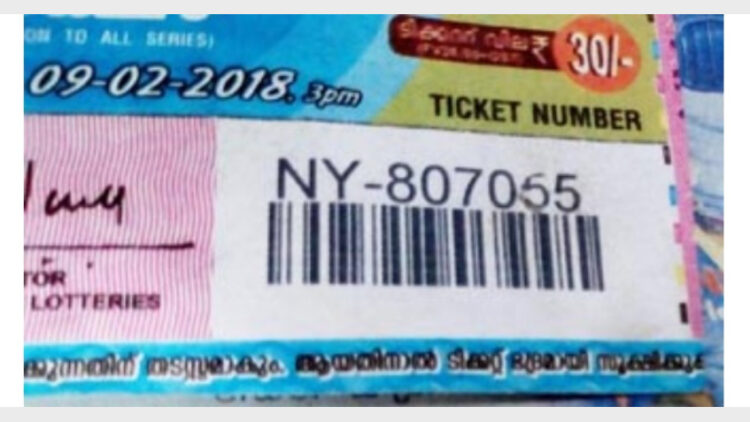 ON TO ALL SERIES)
ടിക്കറ്റ് വില ₹ 30/-
09-02-2018. 3pm
TICKET NUMBER
NY-807055
TOR
LOTTERIES
ക്കുന്നതിന് തടസ്സമാകും. ആയതിനാൽ ടിക്കറ്റ് ഭദ്രമായി സൂക്ഷിക്കുക